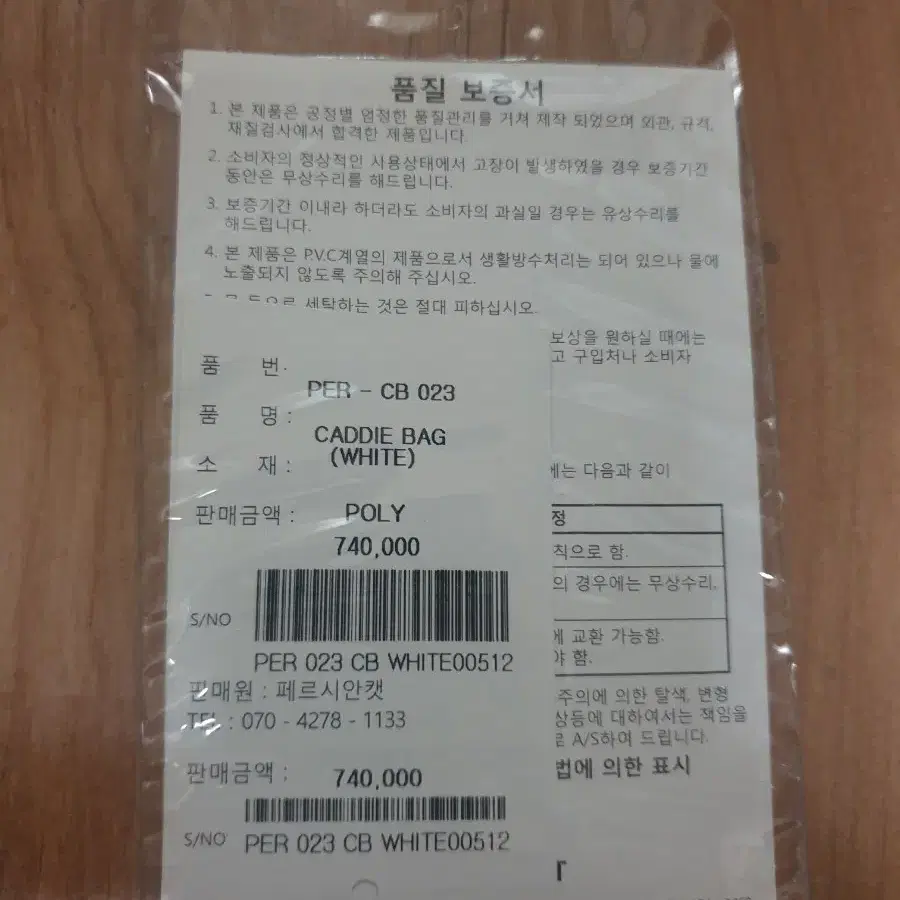 품질 보증서
1. 본 제품은 공정별 엄정한 품질관리를 거쳐 제작 되었으며 외관, 규격,
재질검사에서 합격한 제품입니다.
2. 소비자의 정상적인 사용상태에서 고장이 발생하였을 경우 보증기간
동안은 무상수리를 해드립니다.
3. 보증기간 이내라 하더라도 소비자의 과실일 경우는 유상수리를
해드립니다.
4. 본 제품은 P.V.C계열의 제품으로서 생활방수처리는 되어 있으나 물에
노출되지 않도록 주의해 주십시오.
세탁하는 것은 절대 피하십시오.
보상을 원하실 때에는
고 구입처나 소비자
에는 다음과 같이
정
칙으로 함.
의 경우에는 무상수리,
에 교환 가능함.
야 함.
주의에 의한 탈색, 변형
상등에 대하여서는 책임을
로 A/S하여 드립니다.
법에 의한 표시
품 번.
PER - CB 023
품 명 :
CADDIE BAG
(WHITE)
소 재 :
판매금액 : POLY
740,000
S/NO
PER 023 CB WHITE00512
판매원 : 페르시안캣
TEL : 070 - 4278 - 1133
판매금액 : 740,000
S/NO PER 023 CB WHITE00512